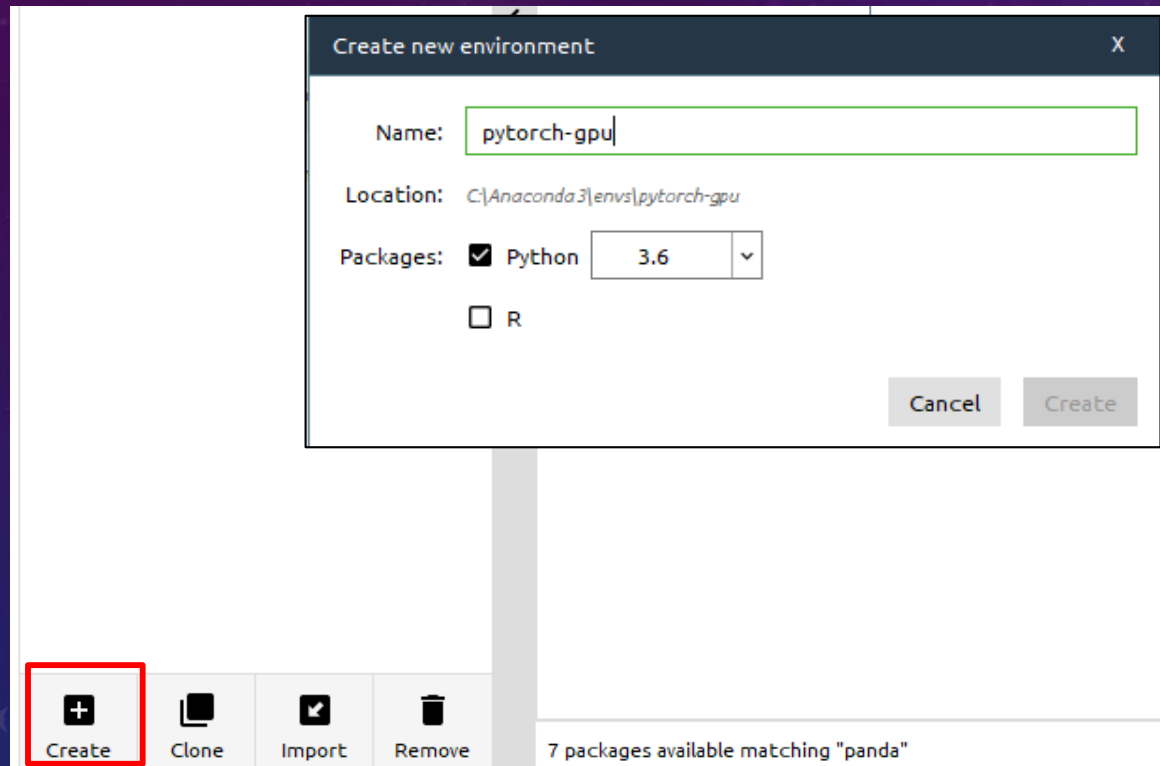 Create new environment X
Name: pytorch-gpu
Location: C:\Anaconda3\envs\pytorch-gpu
Packages: Python 3.6
R
Cancel Create
Create Clone Import Remove 7 packages available matching "panda"